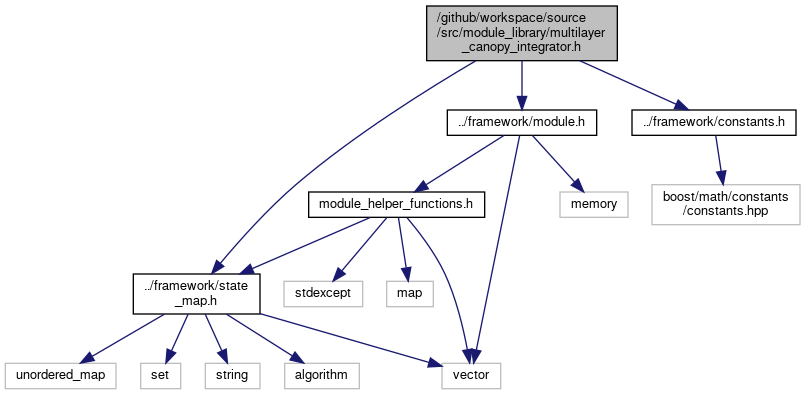 /github/workspace/source
/src/module_library/multilayer
_canopy_integrator.h
../framework/module.h
../framework/constants.h
module_helper_functions.h
memory
boost/math/constants
/constants.hpp
../framework/state
_map.h
stdexcept
map
unordered_map
set
string
algorithm
vector